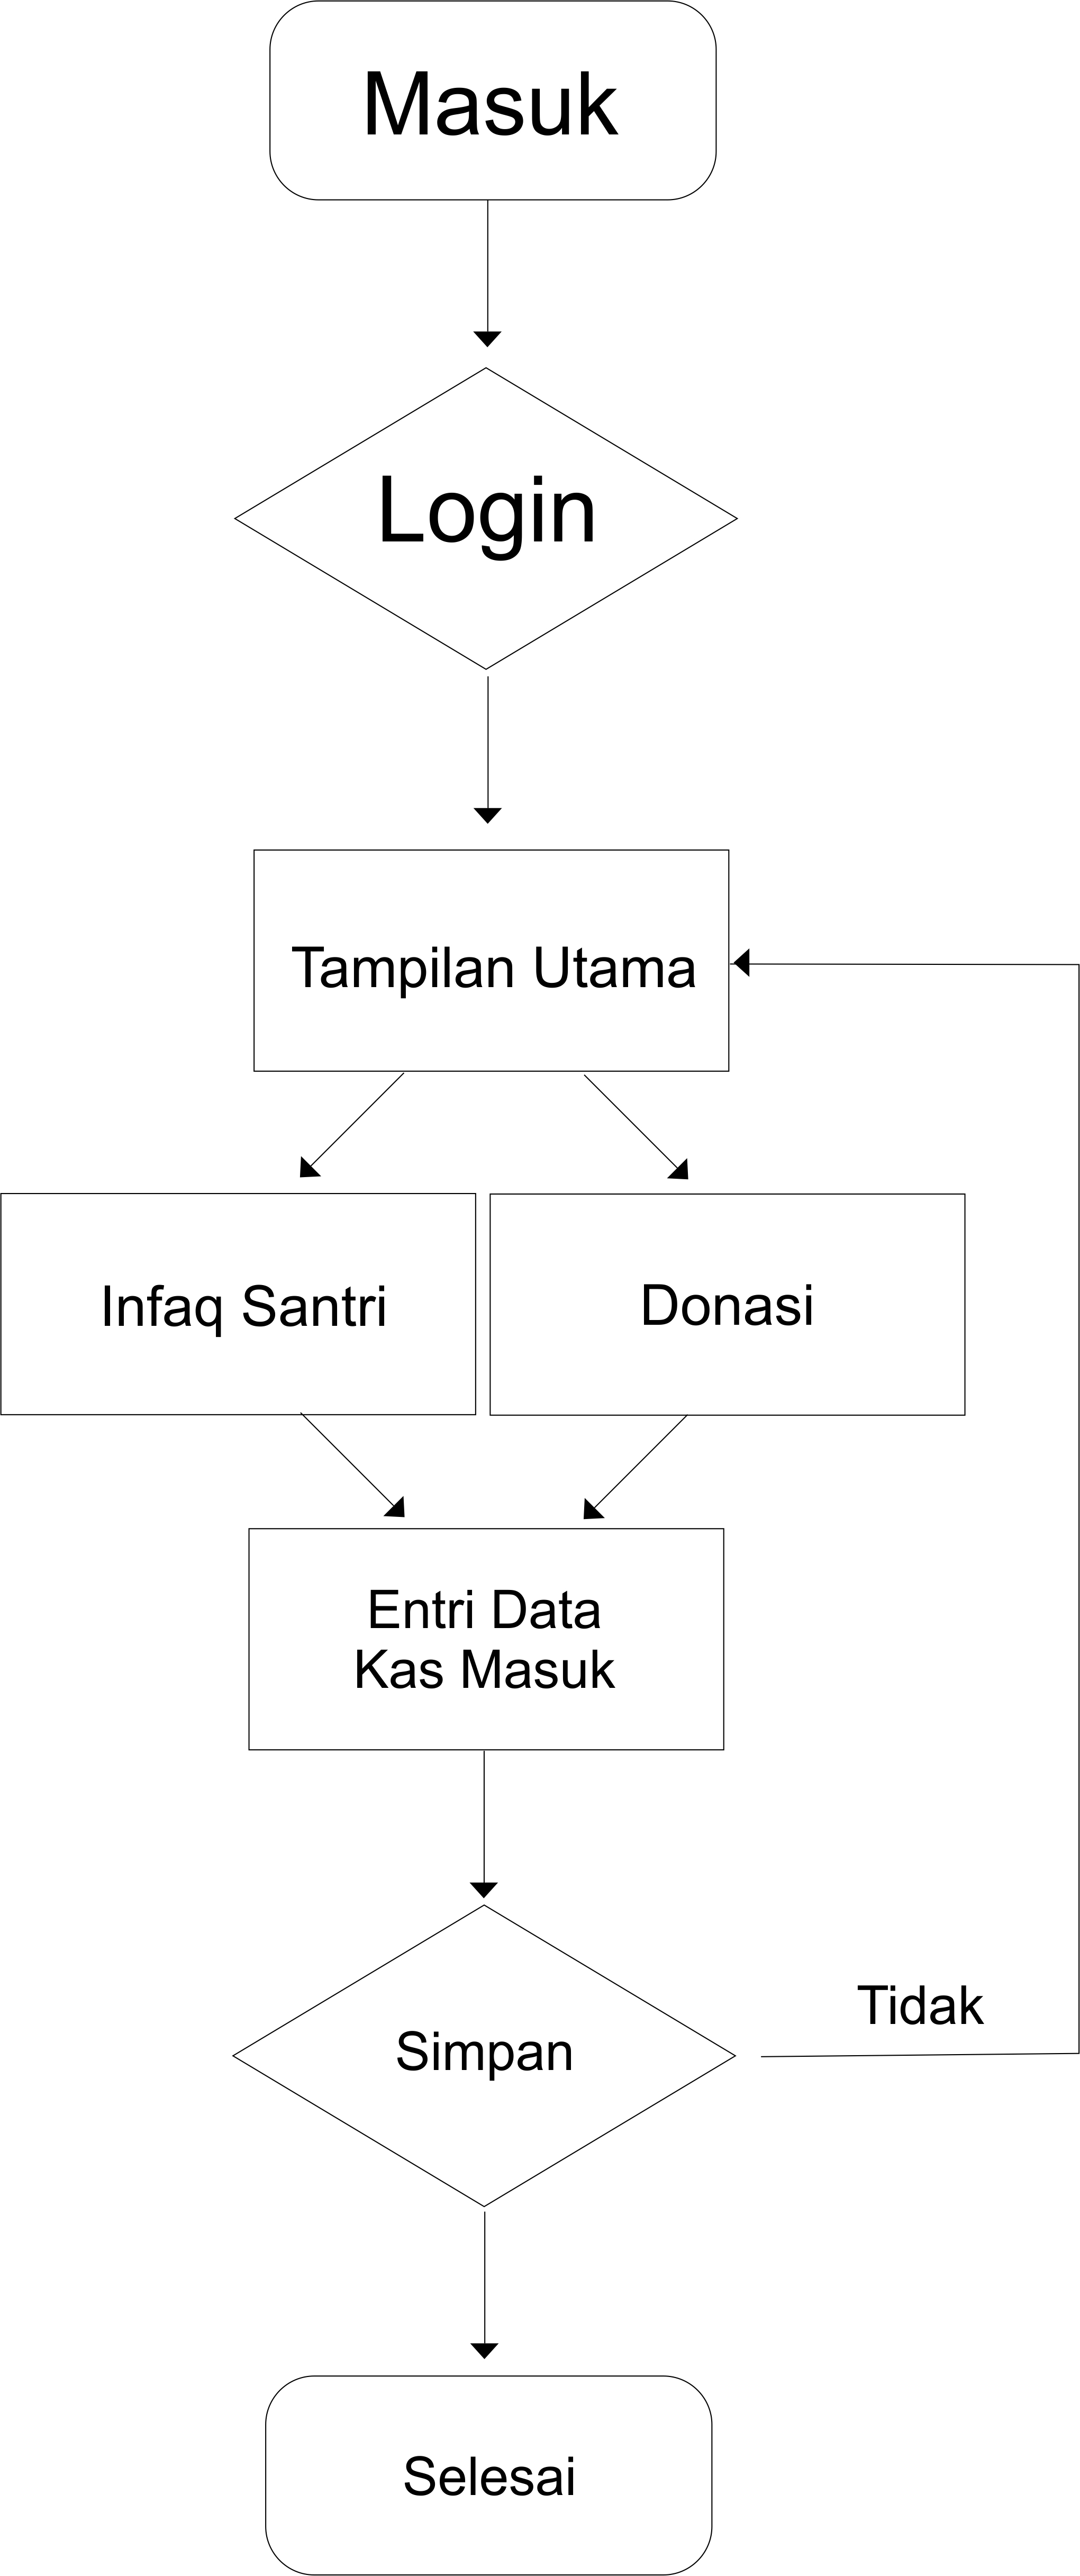 Masuk
Login
Tampilan Utama
Infaq Santri
Donasi
Entri Data
Kas Masuk
Tidak
Simpan
Selesai